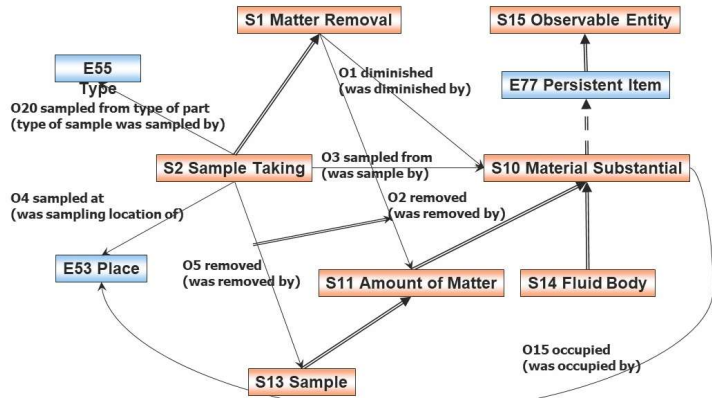 S1 Matter Removal
S15 Observable Entity
E55
Type
O1 diminished
(was diminished by)
E77 Persistent Item
O20 sampled from type of part
(type of sample was sampled by)
S2 Sample Taking
O3 sampled from
(was sample by)
S10 Material Substantial
O4 sampled at
(was sampling location of)
O2 removed
(was removed by)
E53 Place
O5 removed
(was removed by)
S11 Amount of Matter
S14 Fluid Body
O15 occupied
(was occupied by)
S13 Sample